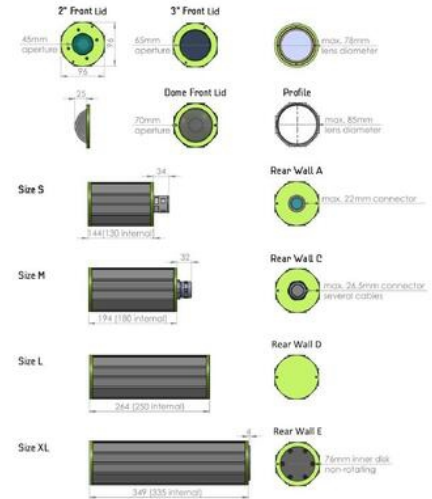 2" Front Lid
3" Front Lid
45mm
aperture
96
96
65mm
aperture
max. 78mm
lens diameter
25
Dome Front Lid
Profile
70mm
aperture
max. 85mm
lens diameter
Size S
34
144(130 internal)
Rear Wall A
max. 22mm connector
Size M
32
194 (180 internal)
Rear Wall C
max. 26.5mm connector
several cables
Size L
264 (250 internal)
Rear Wall D
Size XL
4
349 (335 internal)
Rear Wall E
76mm inner disk
non-rotating